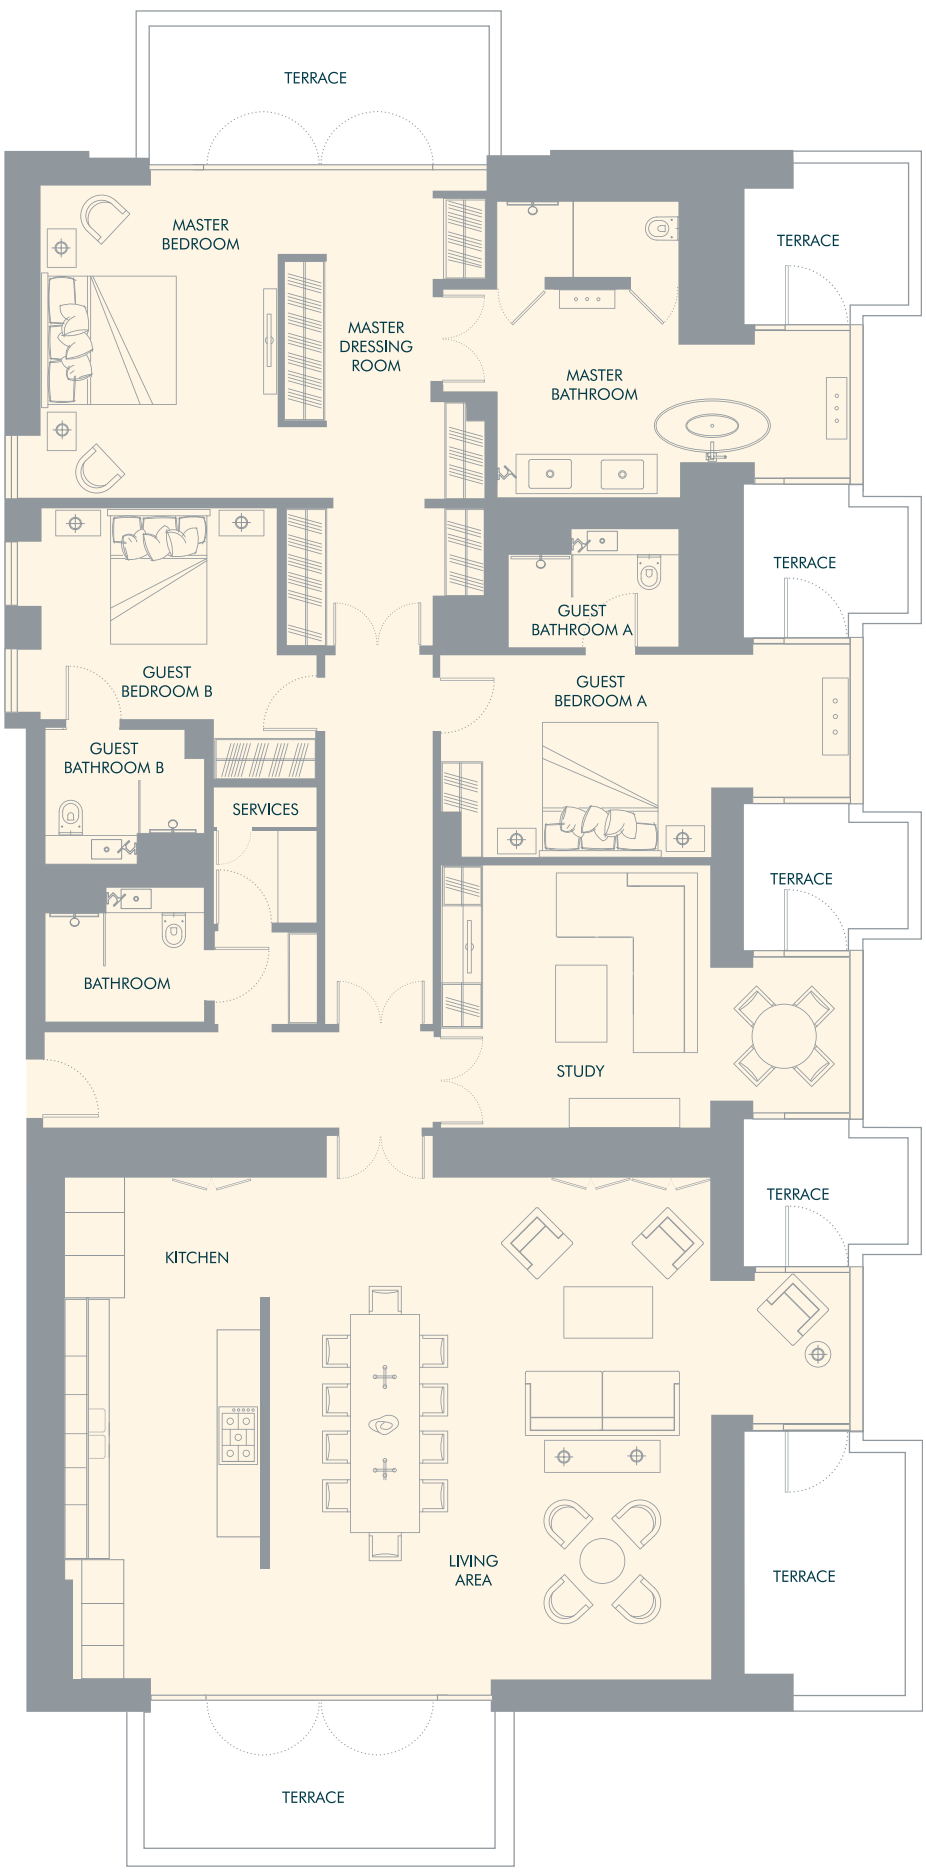 TERRACE
MASTER
BEDROOM
TERRACE
MASTER
DRESSING
ROOM
MASTER
BATHROOM
TERRACE
GUEST
BATHROOM A
GUEST
BEDROOM B
GUEST
BEDROOM A
GUEST
BATHROOM B
SERVICES
TERRACE
BATHROOM
STUDY
TERRACE
KITCHEN
LIVING
AREA
TERRACE
TERRACE